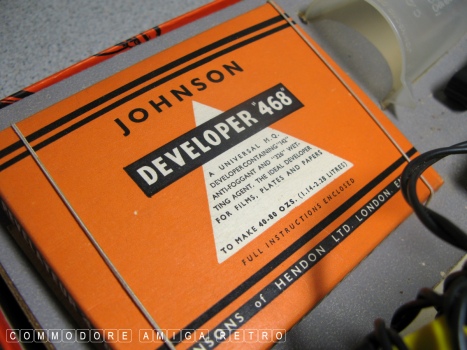 JOHNSON
DEVELOPER '468'
A UNIVERSAL M.Q.
DEVELOPER CONTAINING "142"
ANTI-FOGGANT AND "326" WET-
TING AGENT. THE IDEAL DEVELOPER
FOR FILMS, PLATES AND PAPERS
TO MAKE 40-80 OZS. (1.14-2.28 LITRES)
FULL INSTRUCTIONS ENCLOSED
NSONS of HENDON LTD. LONDON EN
COMMODORE AMIGA RETRO